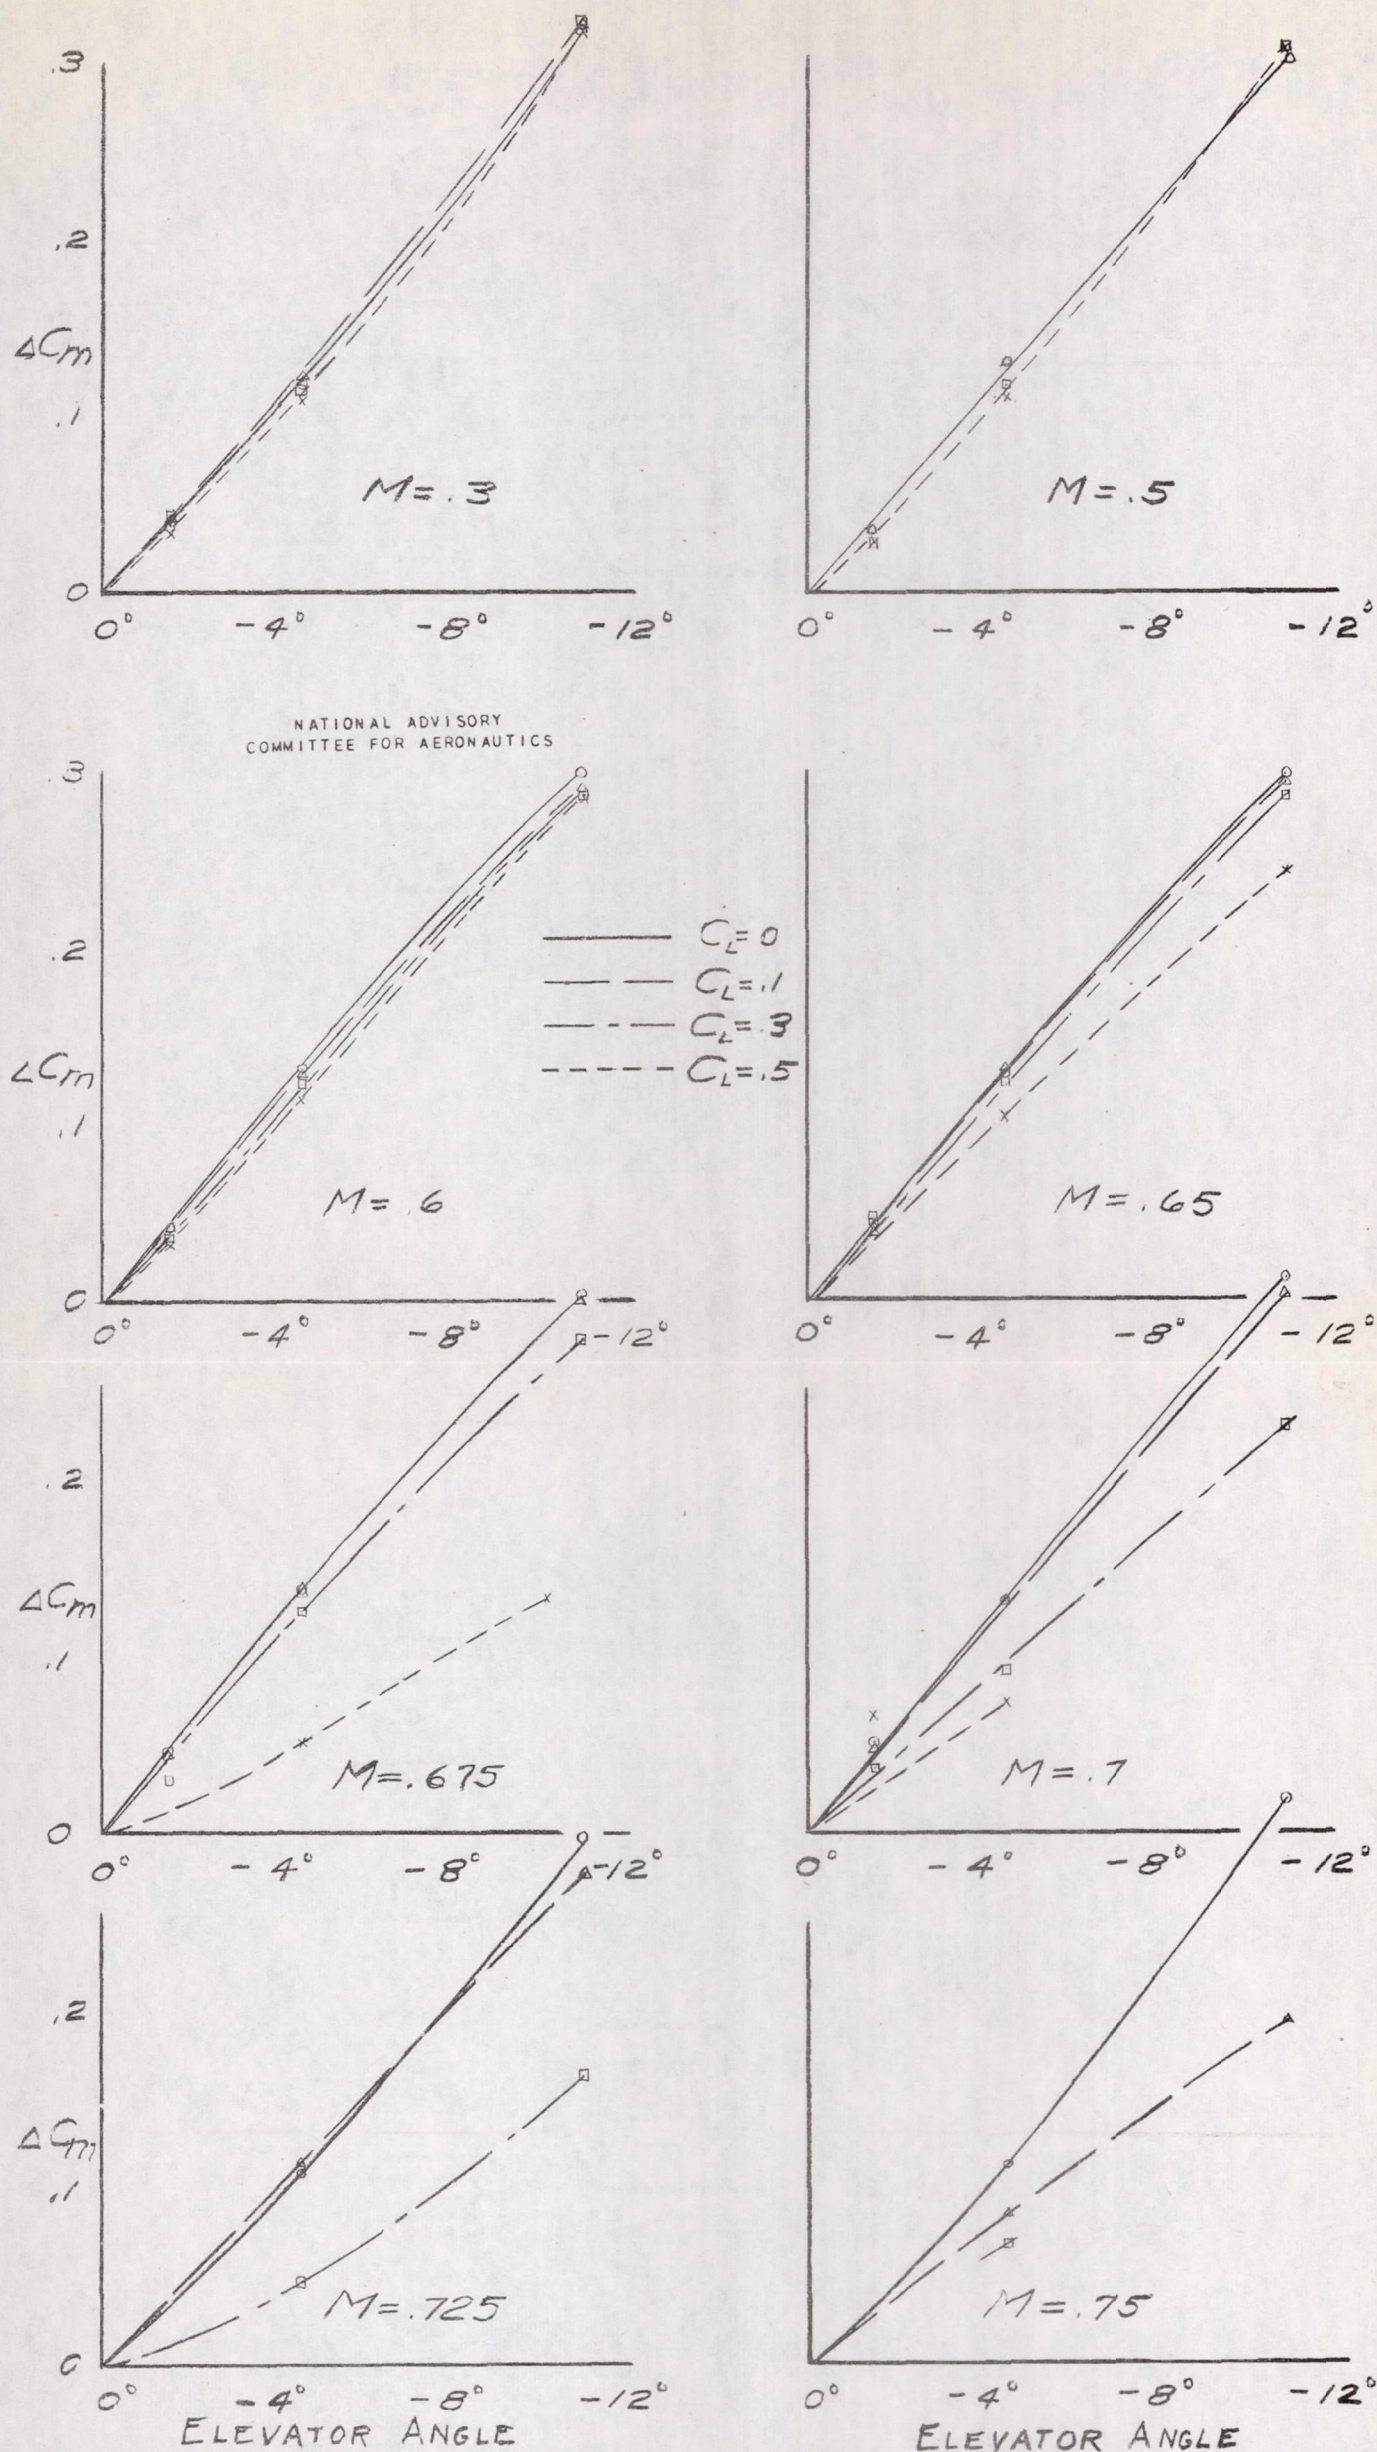 .3
.2
ΔCm
.1
M = .3
M = .5
0
0° -4° -8° -12°
0° -4° -8° -12°
NATIONAL ADVISORY
COMMITTEE FOR AERONAUTICS
.3
.2
CL = 0
CL = .1
CL = .3
CL = .5
ΔCm
.1
M = .6
M = .65
0
0° -4° -8° -12°
0° -4° -8° -12°
.2
ΔCm
.1
M = .675
M = .7
0
0° -4° -8° -12°
0° -4° -8° -12°
.2
ΔCm
.1
M = .725
M = .75
0
0° -4° -8° -12°
0° -4° -8° -12°
ELEVATOR ANGLE
ELEVATOR ANGLE